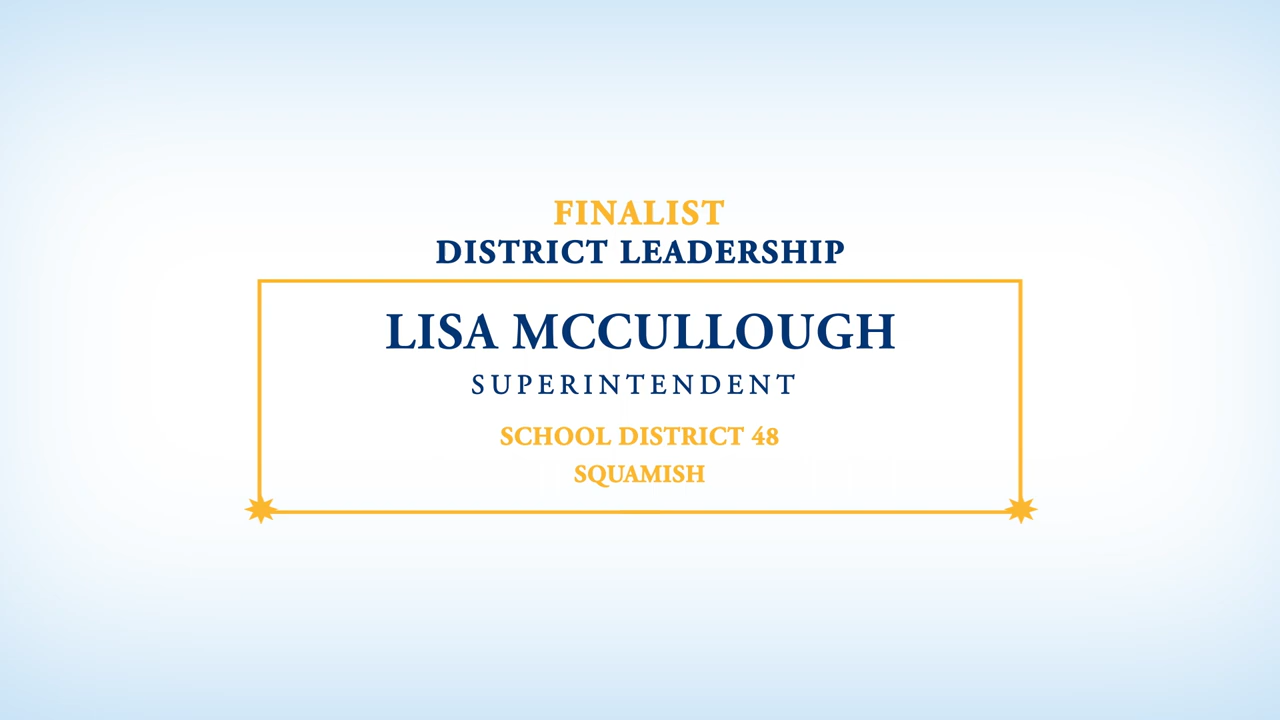 FINALIST
DISTRICT LEADERSHIP
LISA MCCULLOUGH
SUPERINTENDENT
SCHOOL DISTRICT 48
SQUAMISH